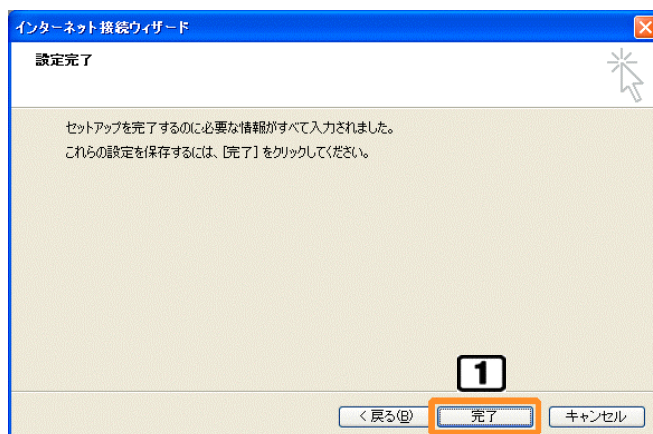 インターネット接続ウィザード
設定完了
セットアップを完了するのに必要な情報がすべて入力されました。
これらの設定を保存するには、[完了] をクリックしてください。
1
< 戻る(B)
完了
キャンセル